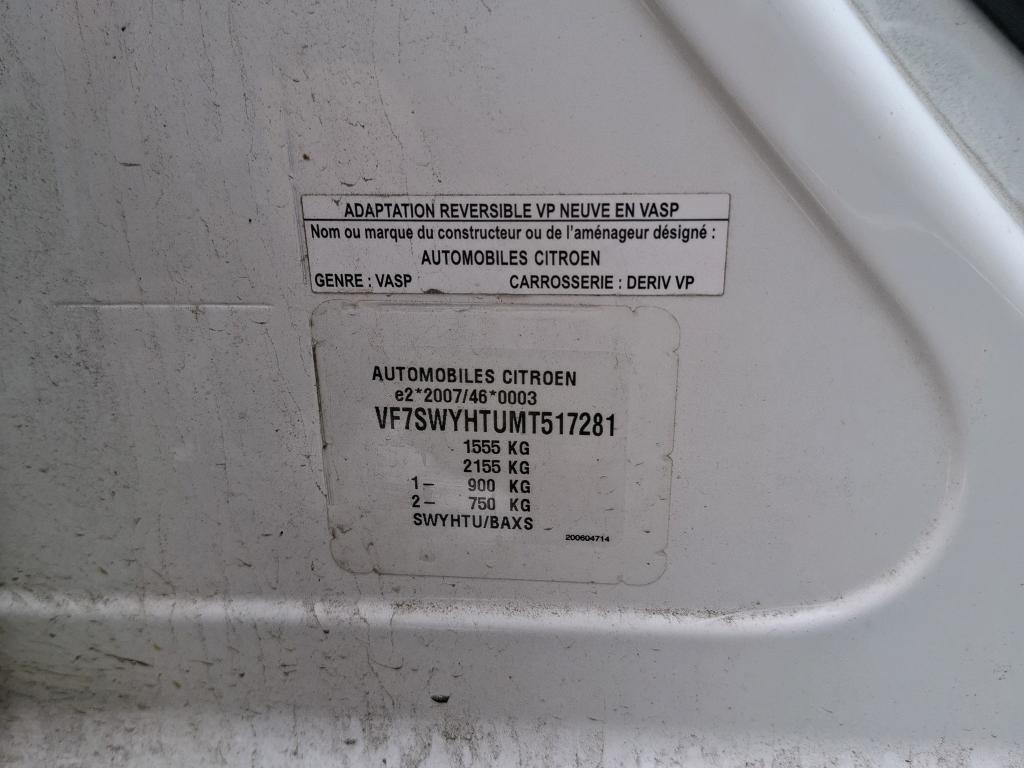 ADAPTATION REVERSIBLE VP NEUVE EN VASP
Nom ou marque du constructeur ou de l'aménageur désigné :
AUTOMOBILES CITROEN
GENRE : VASP CARROSSERIE : DERIV VP
AUTOMOBILES CITROEN
e2*2007/46*0003
VF7SWYHTUMT517281
1555 KG
2155 KG
1– 900 KG
2– 750 KG
SWYHTU/BAXS
200604714